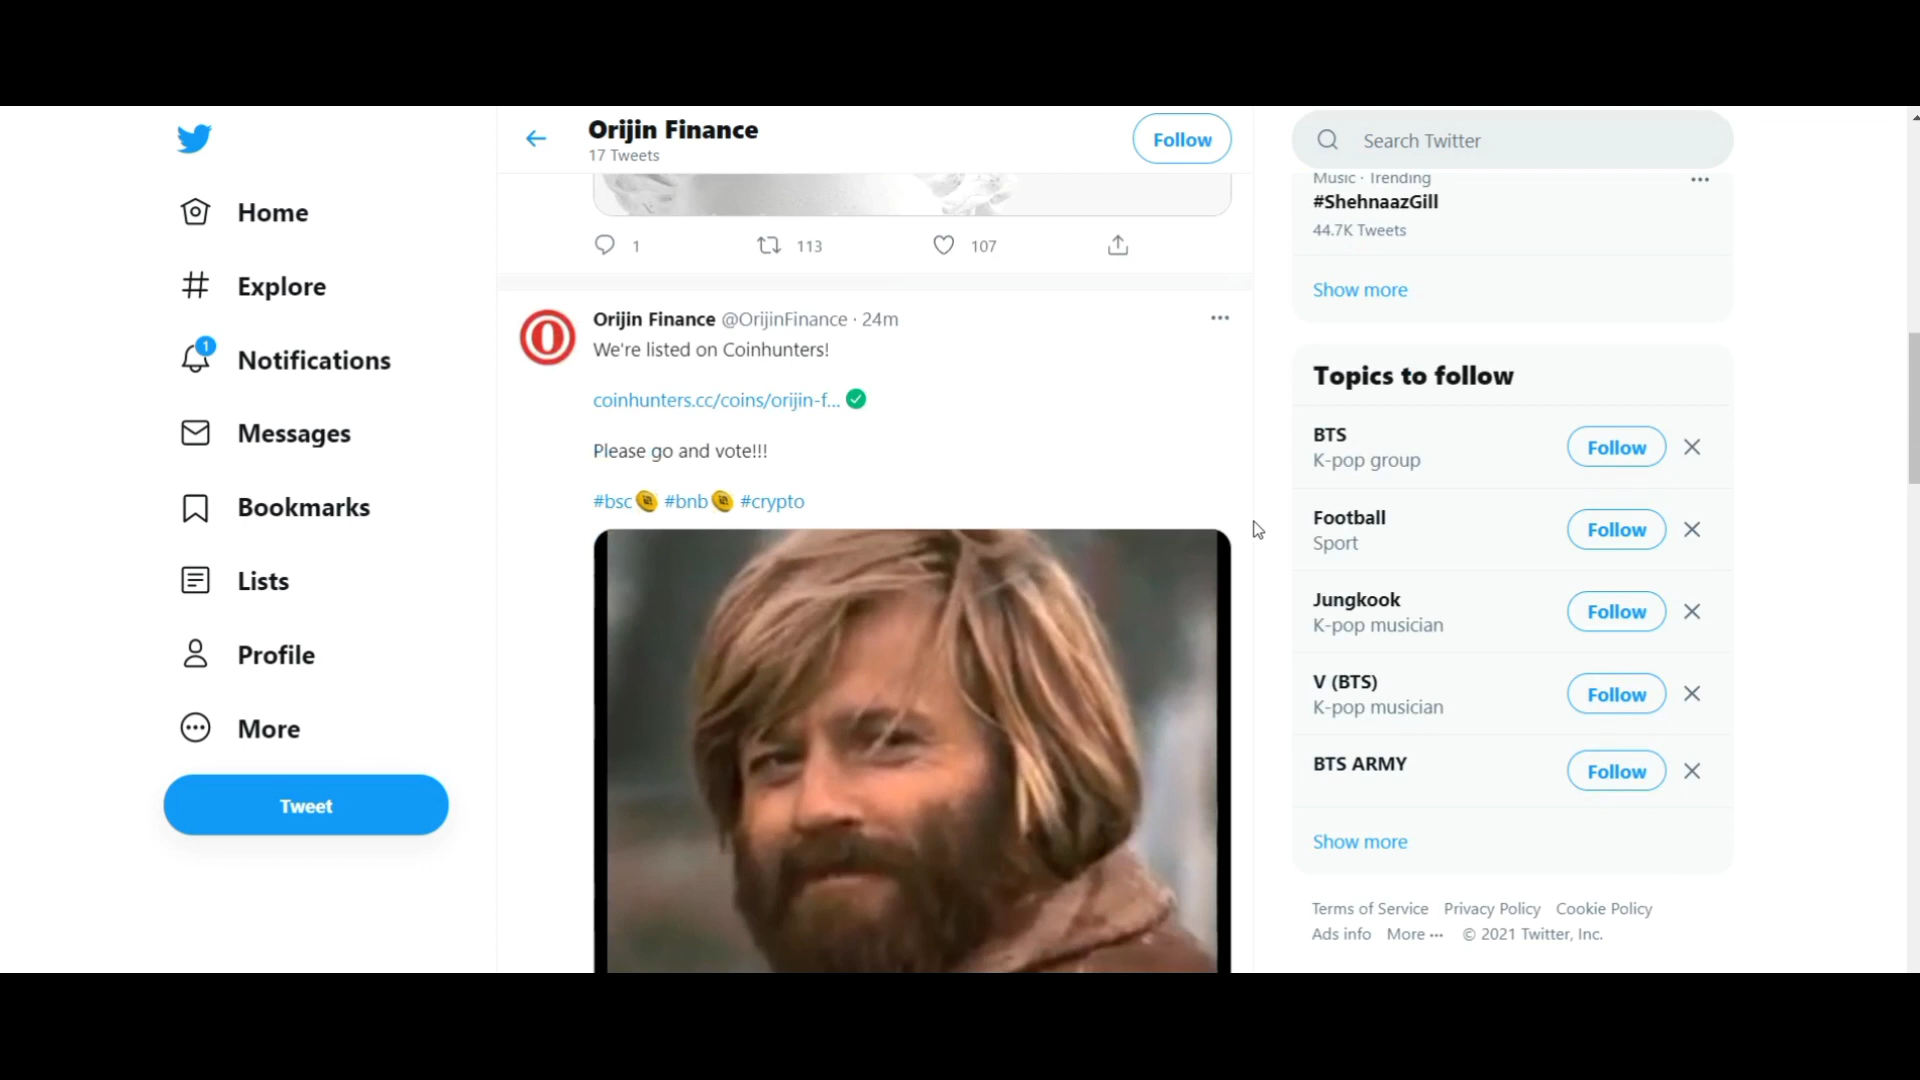 Home
Explore
1
Notifications
Messages
Bookmarks
Lists
Profile
More
Tweet
Orijin Finance
17 Tweets
Follow
1 113 107
Orijin Finance @OrijinFinance · 24m
We're listed on Coinhunters!
coinhunters.cc/coins/orijin-f...
Please go and vote!!!
#bsc #bnb #crypto
Search Twitter
Music · Trending
#ShehnaazGill
44.7K Tweets
Show more
Topics to follow
BTS
K-pop group
Follow
Football
Sport
Follow
Jungkook
K-pop musician
Follow
V (BTS)
K-pop musician
Follow
BTS ARMY
Follow
Show more
Terms of Service Privacy Policy Cookie Policy
Ads info More ··· © 2021 Twitter, Inc.